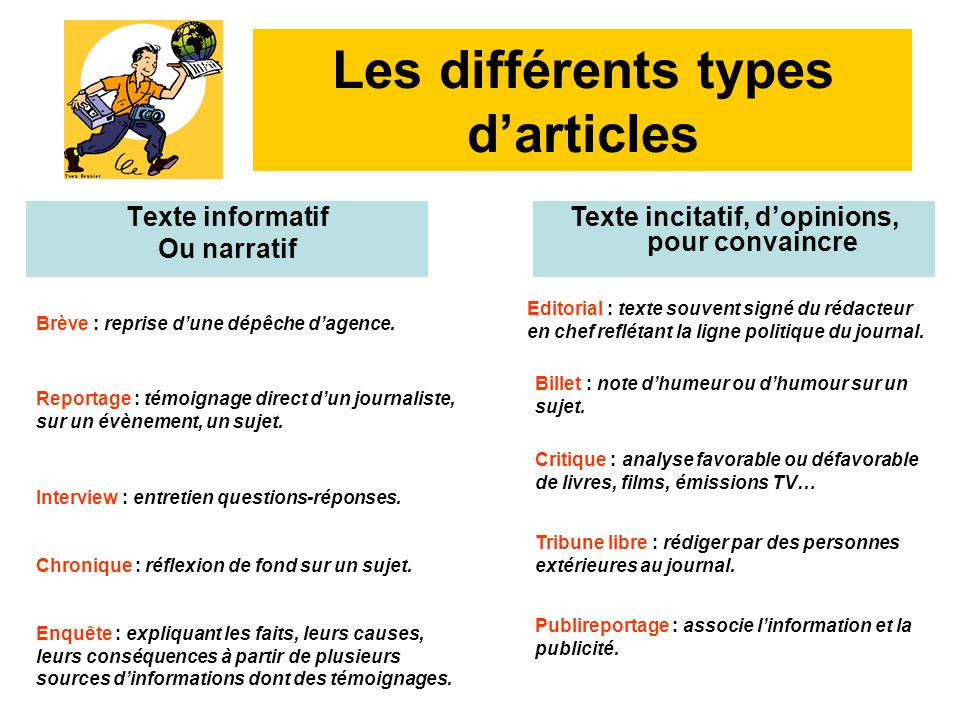 Yves Besnier
Les différents types
d’articles
Texte informatif
Ou narratif
Brève : reprise d’une dépêche d’agence.
Reportage : témoignage direct d’un journaliste,
sur un évènement, un sujet.
Interview : entretien questions-réponses.
Chronique : réflexion de fond sur un sujet.
Enquête : expliquant les faits, leurs causes,
leurs conséquences à partir de plusieurs
sources d’informations dont des témoignages.
Texte incitatif, d’opinions,
pour convaincre
Editorial : texte souvent signé du rédacteur
en chef reflétant la ligne politique du journal.
Billet : note d’humeur ou d’humour sur un
sujet.
Critique : analyse favorable ou défavorable
de livres, films, émissions TV…
Tribune libre : rédiger par des personnes
extérieures au journal.
Publireportage : associe l’information et la
publicité.